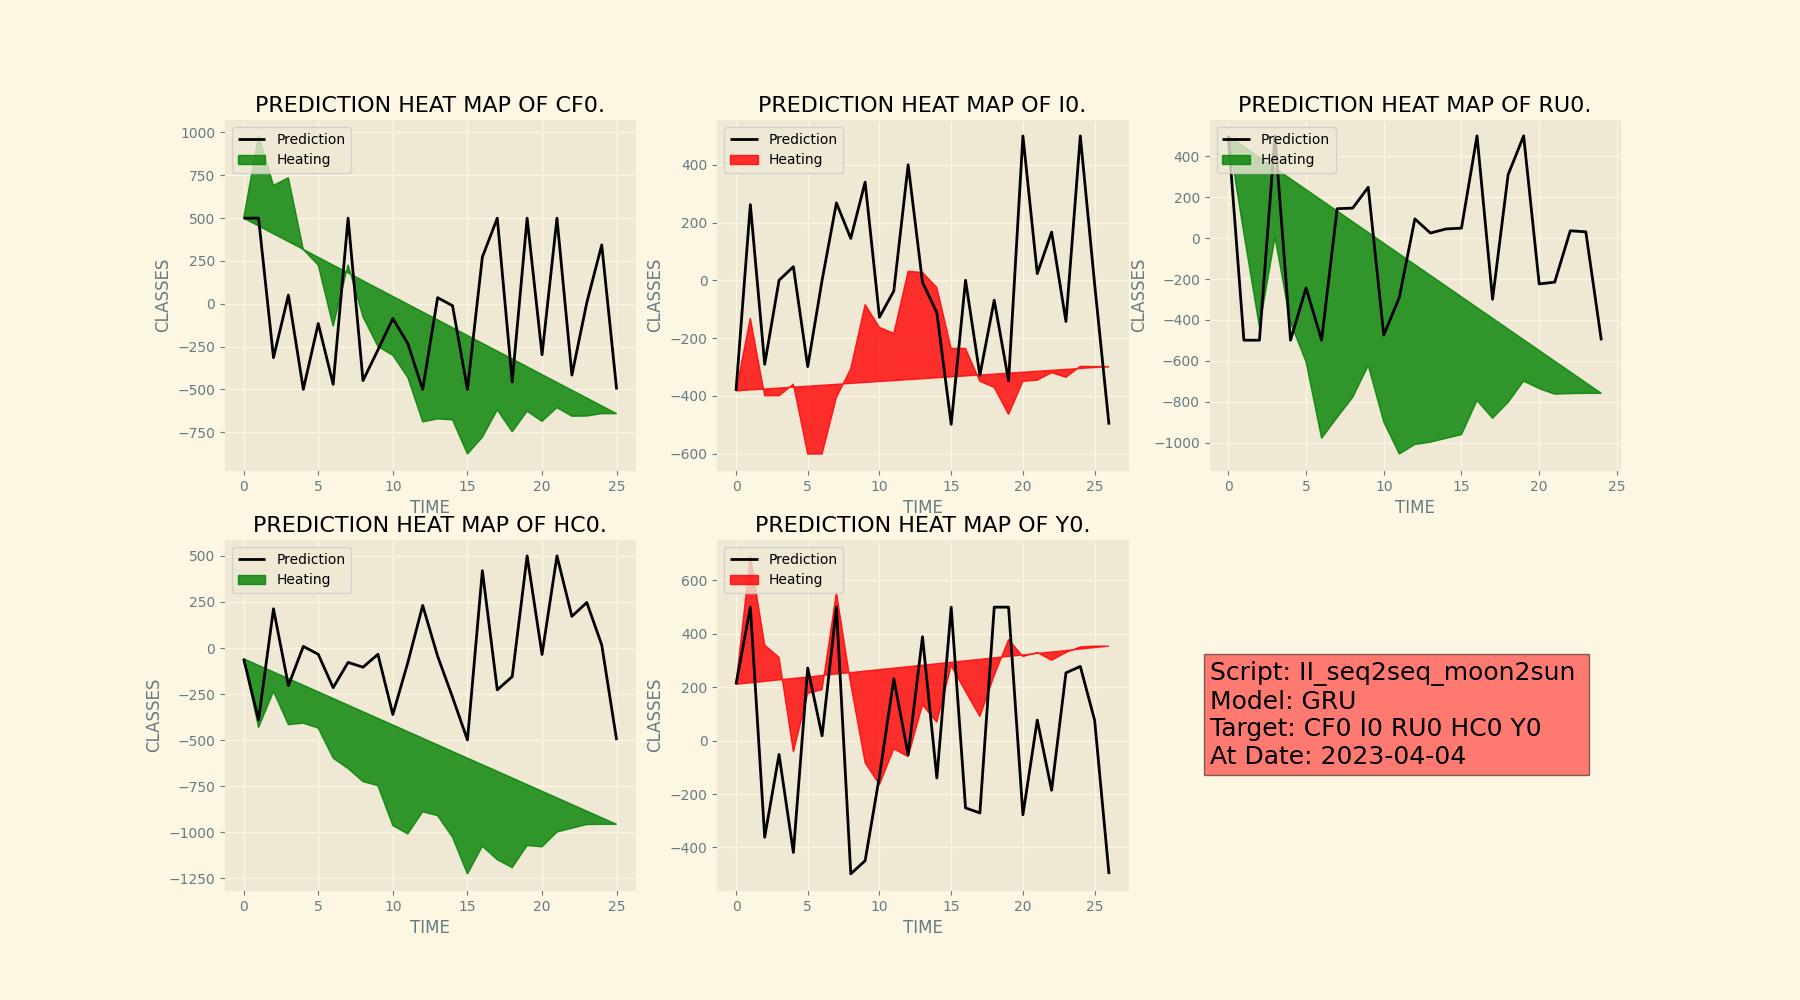 PREDICTION HEAT MAP OF CF0.
Prediction
Heating
1000
750
500
250
0
−250
−500
−750
CLASSES
0 5 10 15 20 25
TIME
PREDICTION HEAT MAP OF I0.
Prediction
Heating
400
200
0
−200
−400
−600
CLASSES
0 5 10 15 20 25
TIME
PREDICTION HEAT MAP OF RU0.
Prediction
Heating
400
200
0
−200
−400
−600
−800
−1000
CLASSES
0 5 10 15 20 25
TIME
PREDICTION HEAT MAP OF HC0.
Prediction
Heating
500
250
0
−250
−500
−750
−1000
−1250
CLASSES
0 5 10 15 20 25
TIME
PREDICTION HEAT MAP OF Y0.
Prediction
Heating
600
400
200
0
−200
−400
CLASSES
0 5 10 15 20 25
TIME
Script: II_seq2seq_moon2sun
Model: GRU
Target: CF0 I0 RU0 HC0 Y0
At Date: 2023-04-04